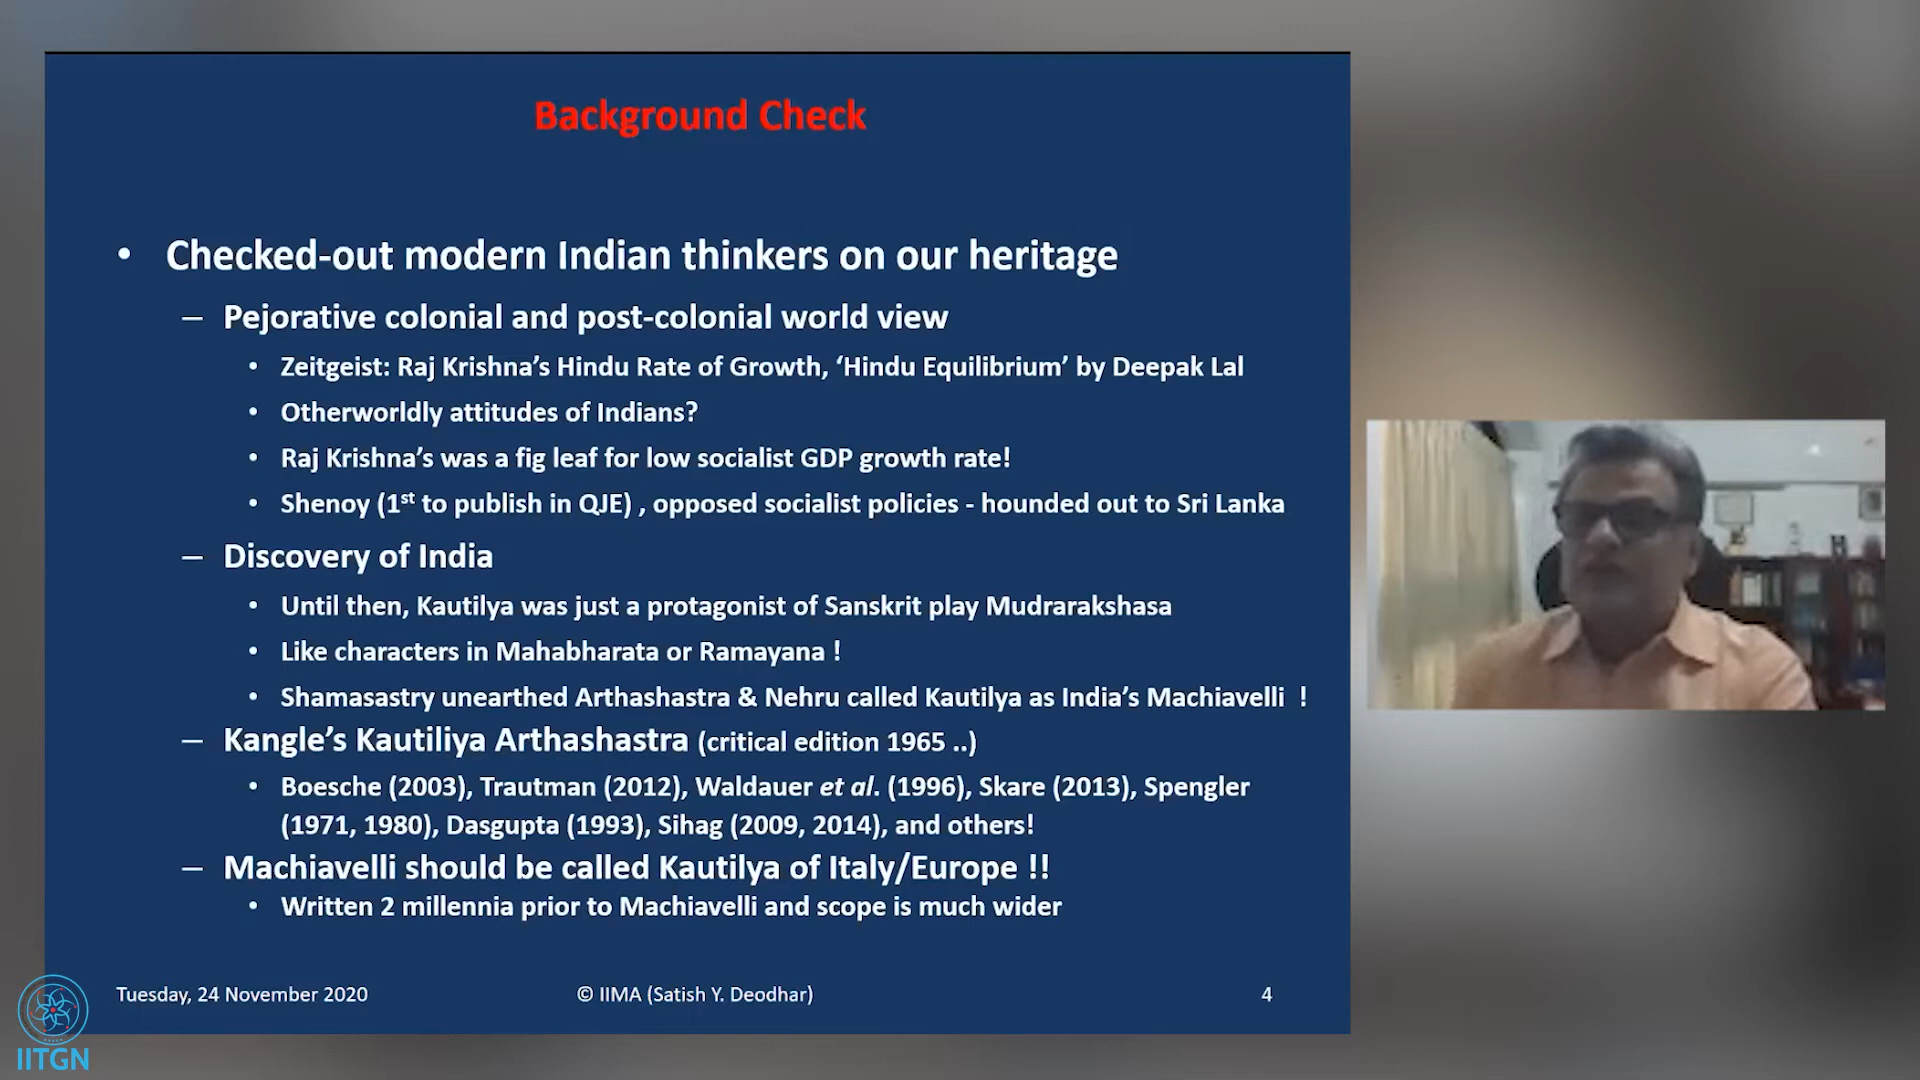 Background Check
• Checked-out modern Indian thinkers on our heritage
– Pejorative colonial and post-colonial world view
• Zeitgeist: Raj Krishna's Hindu Rate of Growth, ‘Hindu Equilibrium’ by Deepak Lal
• Otherworldly attitudes of Indians?
• Raj Krishna's was a fig leaf for low socialist GDP growth rate!
• Shenoy (1st to publish in QJE) , opposed socialist policies - hounded out to Sri Lanka
– Discovery of India
• Until then, Kautilya was just a protagonist of Sanskrit play Mudrarakshasa
• Like characters in Mahabharata or Ramayana !
• Shamasastry unearthed Arthashastra & Nehru called Kautilya as India's Machiavelli !
– Kangle's Kautiliya Arthashastra (critical edition 1965 ..)
• Boesche (2003), Trautman (2012), Waldauer et al. (1996), Skare (2013), Spengler
(1971, 1980), Dasgupta (1993), Sihag (2009, 2014), and others!
– Machiavelli should be called Kautilya of Italy/Europe !!
• Written 2 millennia prior to Machiavelli and scope is much wider
Tuesday, 24 November 2020
© IIMA (Satish Y. Deodhar)
4
IITGN